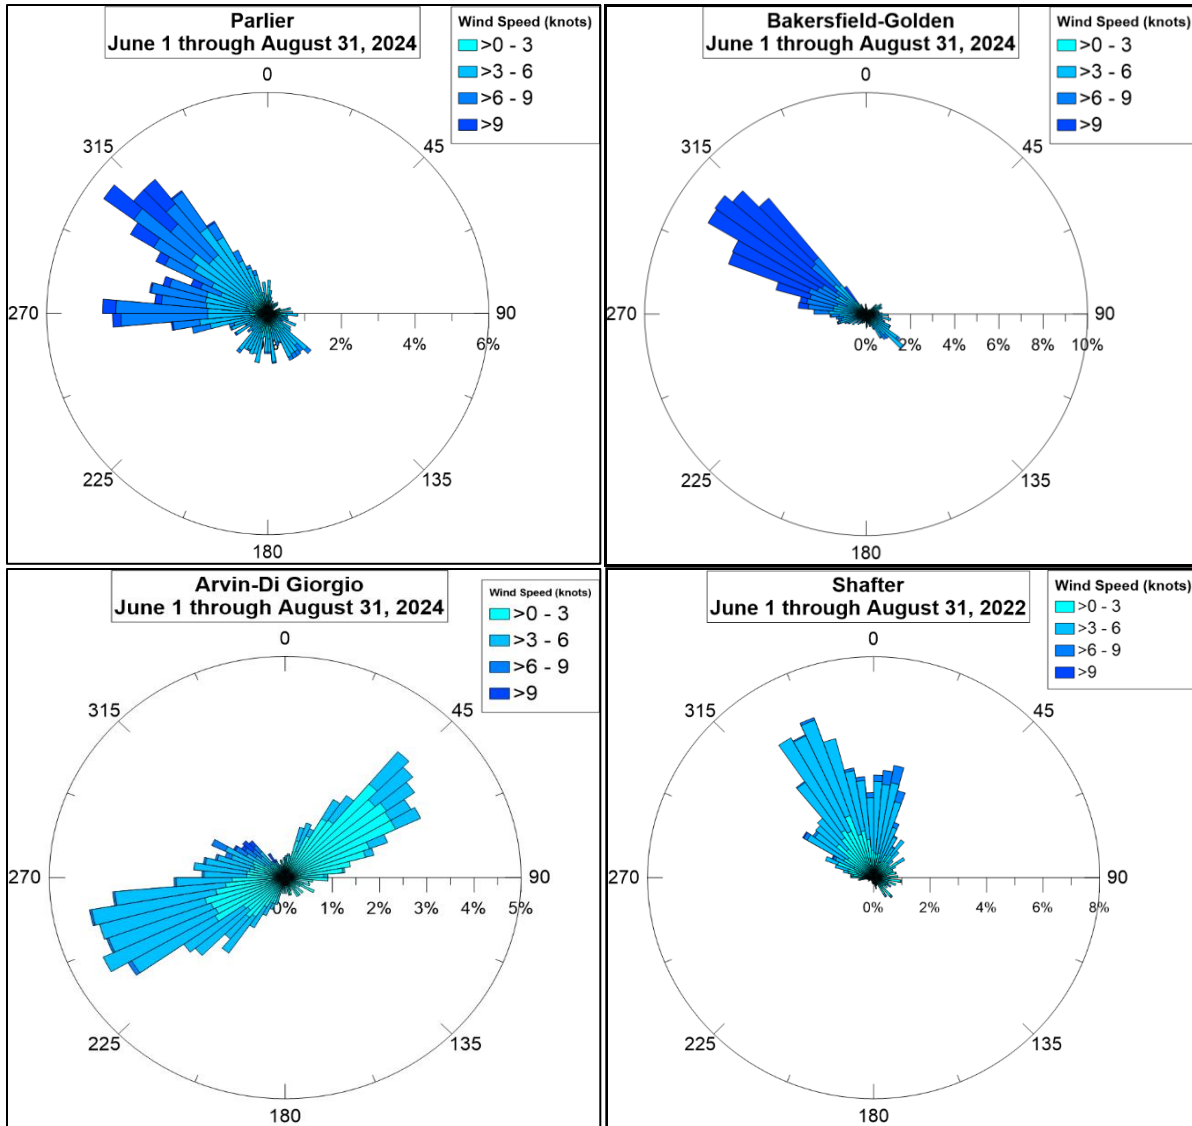 Parlier
June 1 through August 31, 2024
Wind Speed (knots)
>0 - 3
>3 - 6
>6 - 9
>9
0
45
90
135
180
225
270
315
2%
4%
6%
Bakersfield-Golden
June 1 through August 31, 2024
Wind Speed (knots)
>0 - 3
>3 - 6
>6 - 9
>9
0
45
90
135
180
225
270
315
0%
2%
4%
6%
8%
10%
Arvin-Di Giorgio
June 1 through August 31, 2024
Wind Speed (knots)
>0 - 3
>3 - 6
>6 - 9
>9
0
45
90
135
180
225
270
315
0%
1%
2%
3%
4%
5%
Shafter
June 1 through August 31, 2022
Wind Speed (knots)
>0 - 3
>3 - 6
>6 - 9
>9
0
45
90
135
180
225
270
315
0%
2%
4%
6%
8%